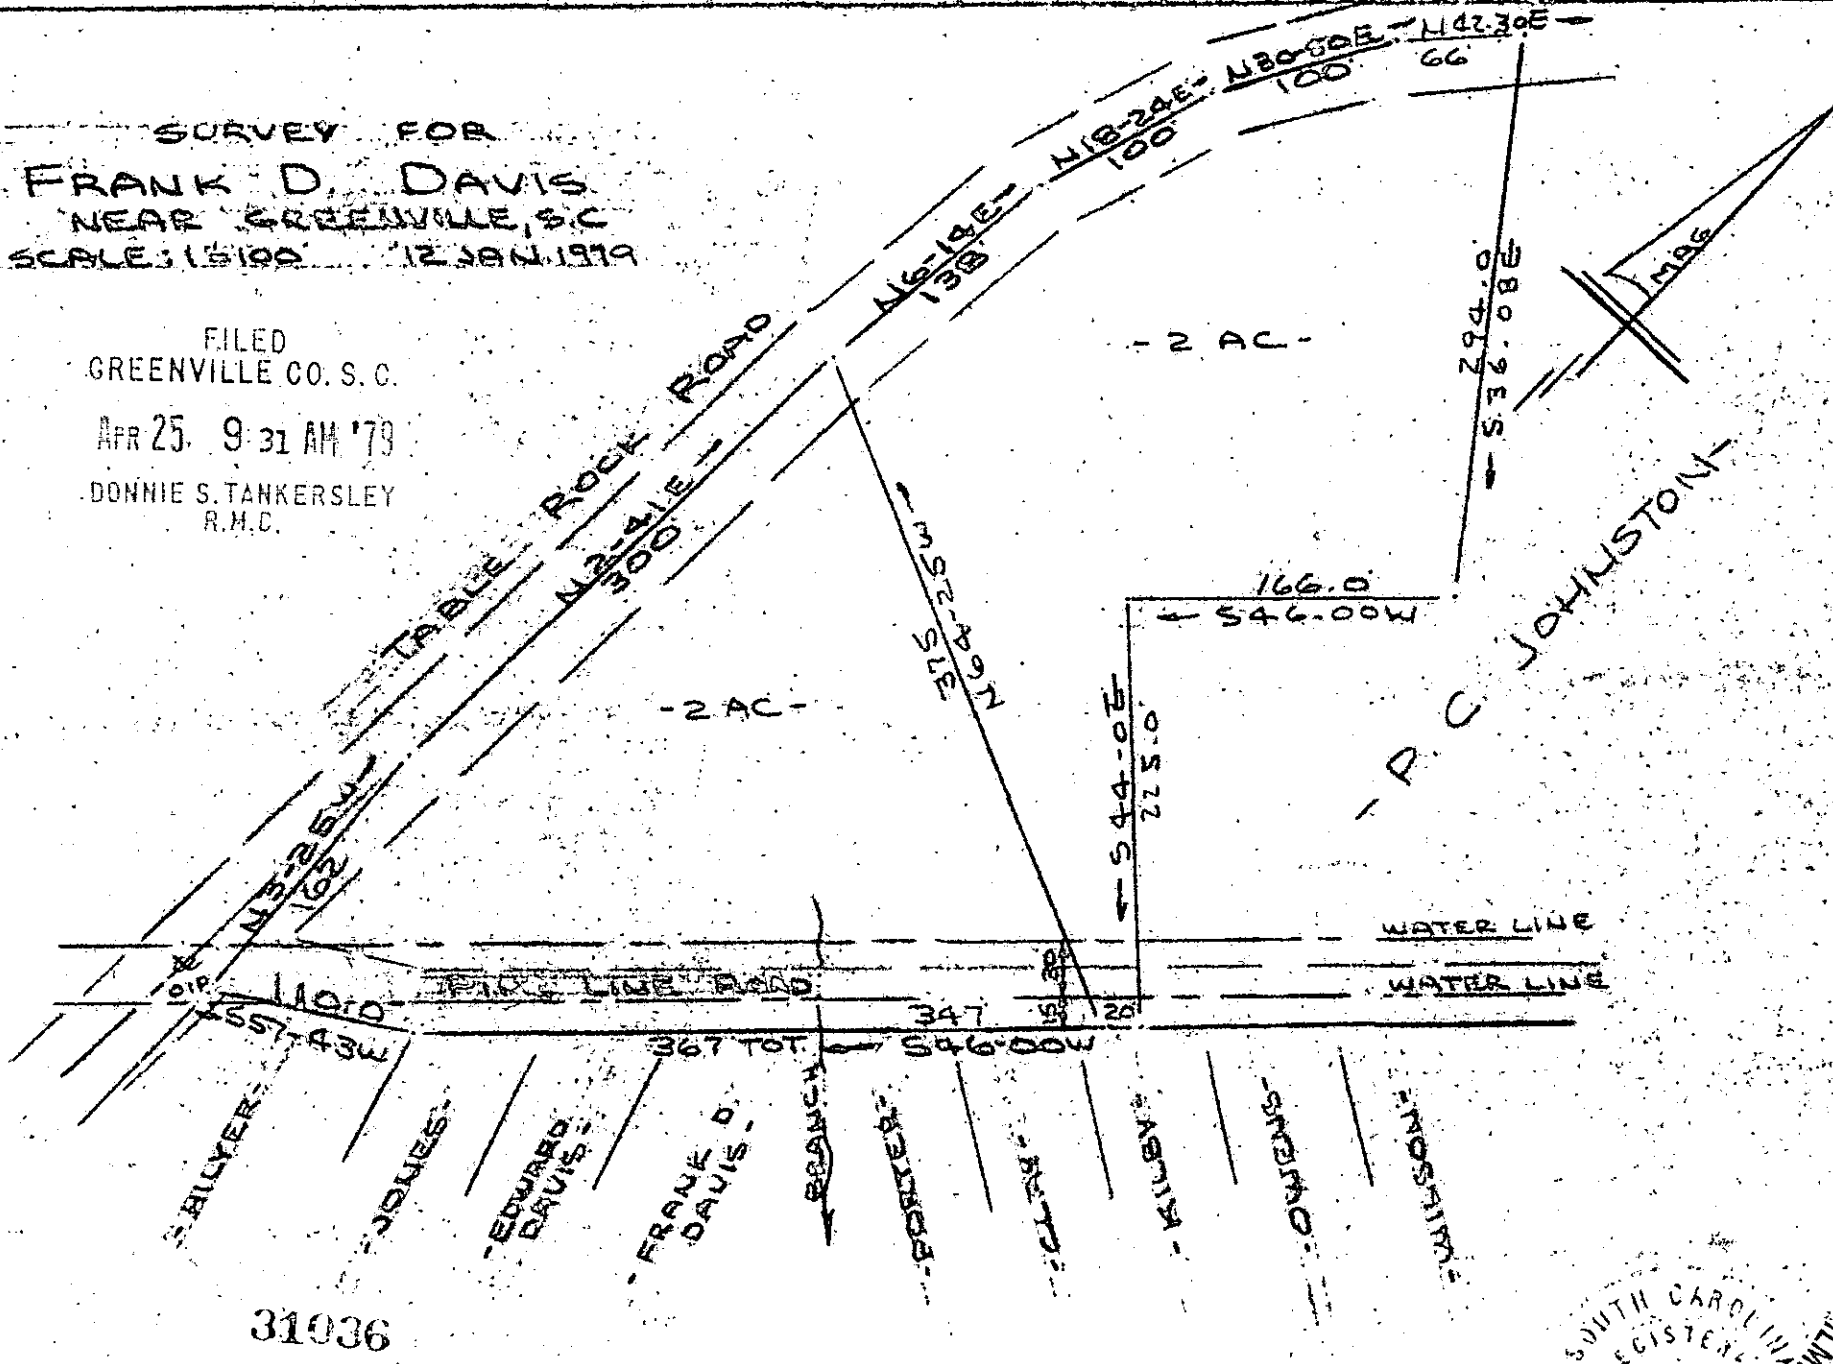 SURVEY FOR
FRANK D. DAVIS
NEAR GREENVILLE, S.C
SCALE: 1"=100' 12 JAN 1979
FILED
GREENVILLE CO. S. C.
APR 25 9 31 AM '79
DONNIE S. TANKERSLEY
R.M.C.
N42-30E
66
N30-50E
100
N18-24E
100
N6-14E
138
TABLE ROCK ROAD
N2-41E
300
N3-25W
162
- 2 AC -
- 2 AC -
294.0
S36-08E
MAG
N64-25W
375
166.0
S46-00W
S44-0E
225.0
- P. C JOHNSTON -
WATER LINE
WATER LINE
PIPE LINE ROAD
OIP
110.0
S57-43W
347
20
367 TOT.
S46-00W
- HILYER -
- JONES -
- EDWARD
DAVIS -
- FRANK D.
DAVIS -
BRANCH
- PORTER -
- KILBY -
- OWENS -
- WILSON -
31036
SOUTH CAROLINA